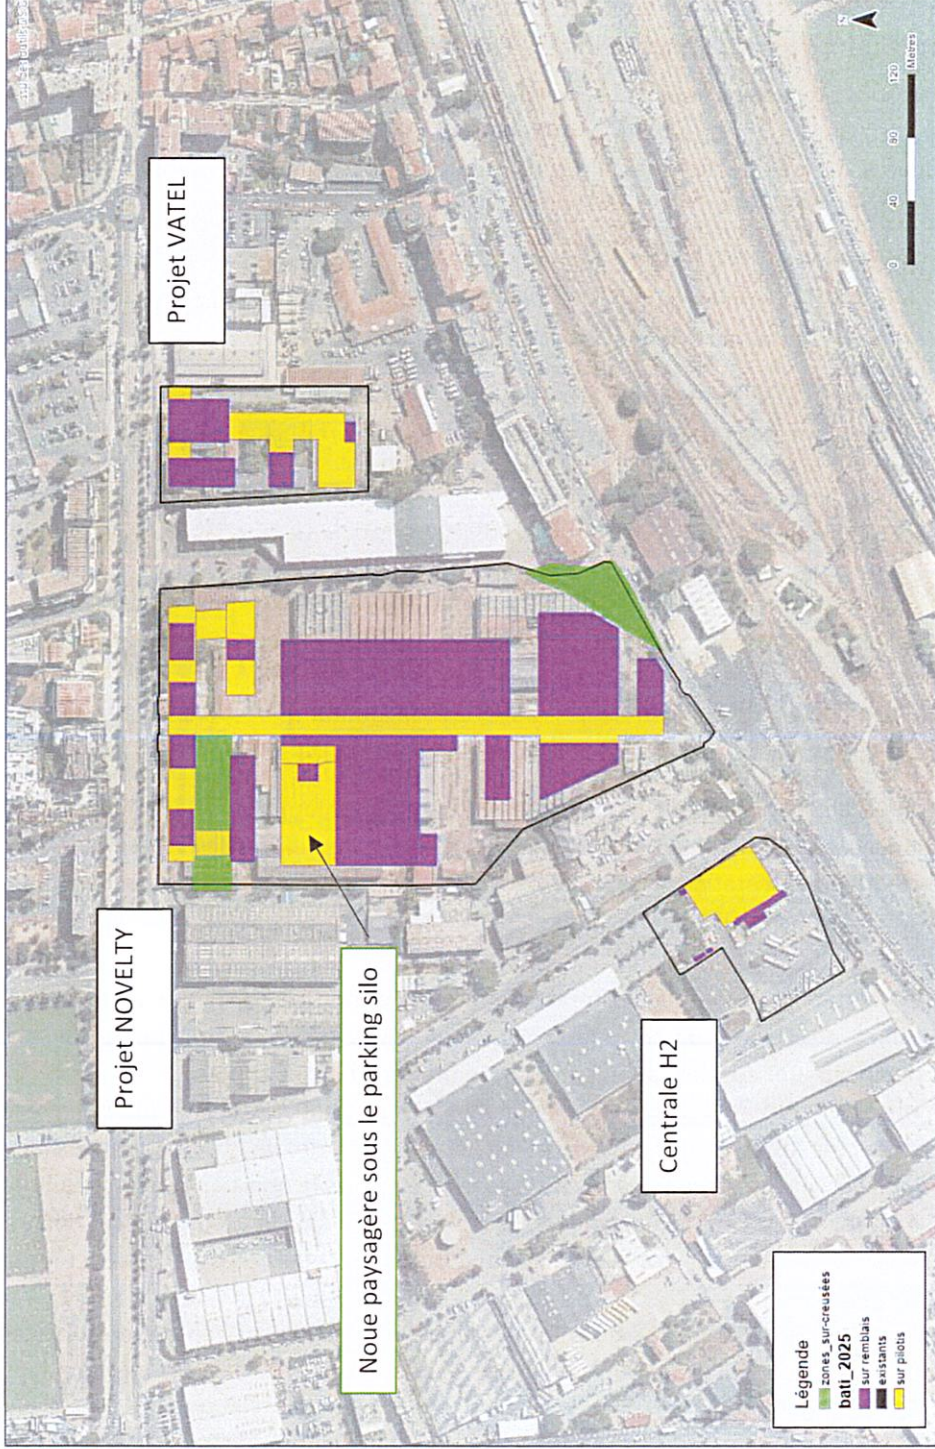 Projet NOVELTY
Projet VATEL
Noue paysagère sous le parking silo
Centrale H2
Légende
zones_sur-creusées
bati_2025
sur remblais
existants
sur pilotis
N
0 40 80 120
Metres